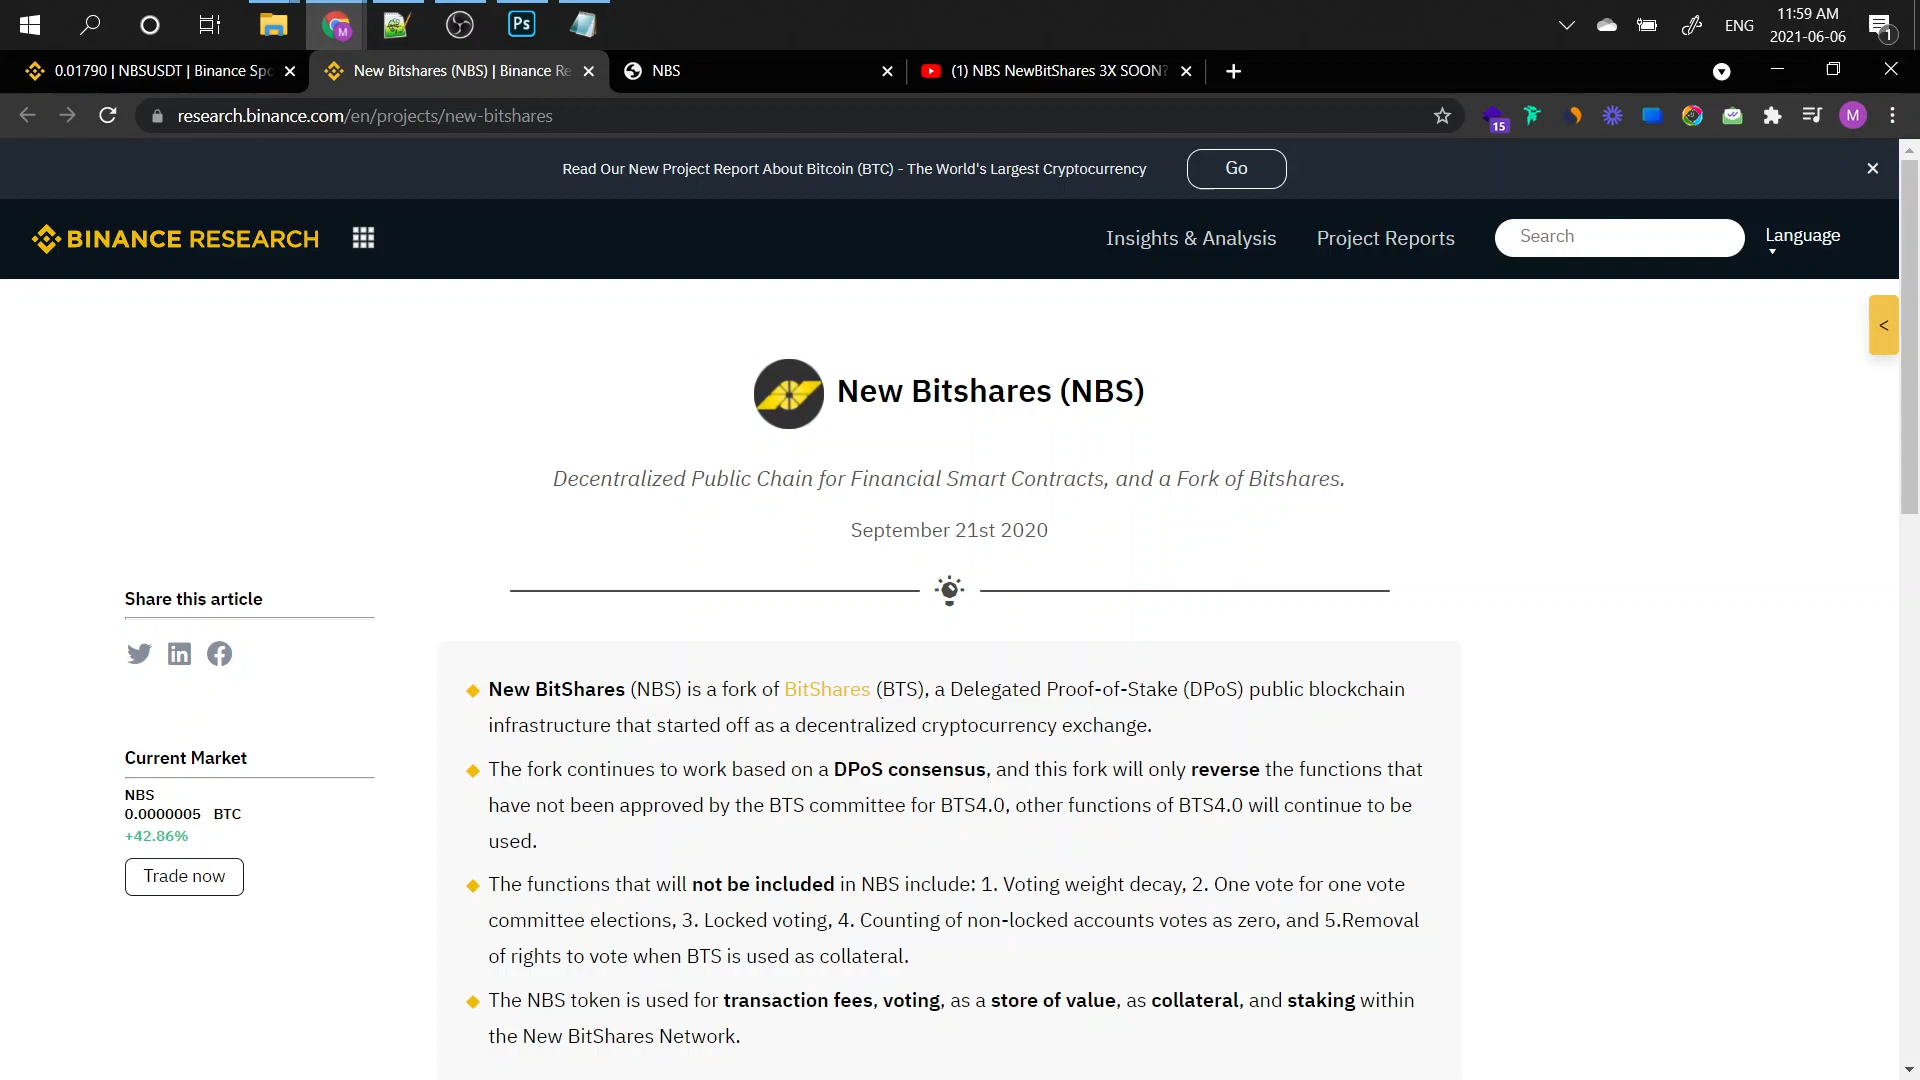 ENG
11:59 AM
2021-06-06
1
0.01790 | NBSUSDT | Binance Spo
New Bitshares (NBS) | Binance Re
NBS
(1) NBS NewBitShares 3X SOON?
research.binance.com/en/projects/new-bitshares
15
M
Read Our New Project Report About Bitcoin (BTC) - The World's Largest Cryptocurrency
Go
BINANCE RESEARCH
Insights & Analysis
Project Reports
Search
Language
<
New Bitshares (NBS)
Decentralized Public Chain for Financial Smart Contracts, and a Fork of Bitshares.
September 21st 2020
Share this article
Current Market
NBS
0.0000005 BTC
+42.86%
Trade now
New BitShares (NBS) is a fork of BitShares (BTS), a Delegated Proof-of-Stake (DPoS) public blockchain
infrastructure that started off as a decentralized cryptocurrency exchange.
The fork continues to work based on a DPoS consensus, and this fork will only reverse the functions that
have not been approved by the BTS committee for BTS4.0, other functions of BTS4.0 will continue to be
used.
The functions that will not be included in NBS include: 1. Voting weight decay, 2. One vote for one vote
committee elections, 3. Locked voting, 4. Counting of non-locked accounts votes as zero, and 5.Removal
of rights to vote when BTS is used as collateral.
The NBS token is used for transaction fees, voting, as a store of value, as collateral, and staking within
the New BitShares Network.
Ps
M